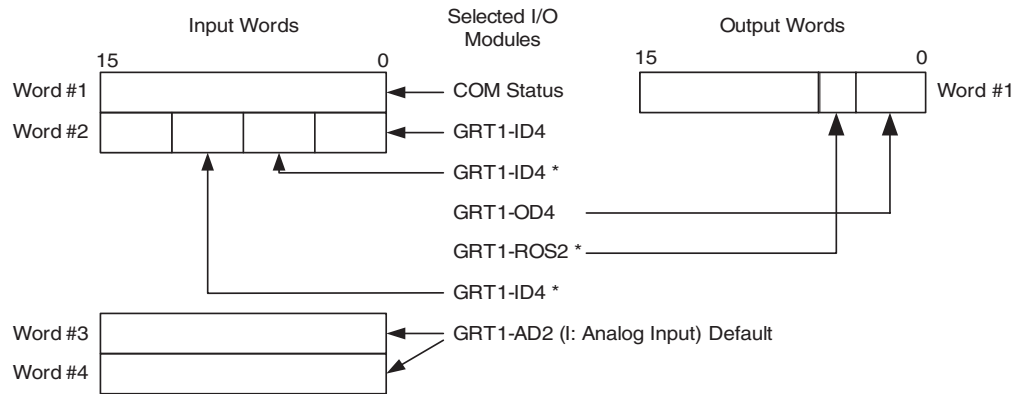 Input Words
Selected I/O
Modules
Output Words
15 0
15 0
Word #1
COM Status
Word #1
Word #2
GRT1-ID4
GRT1-ID4 *
GRT1-OD4
GRT1-ROS2 *
GRT1-ID4 *
Word #3
GRT1-AD2 (I: Analog Input) Default
Word #4